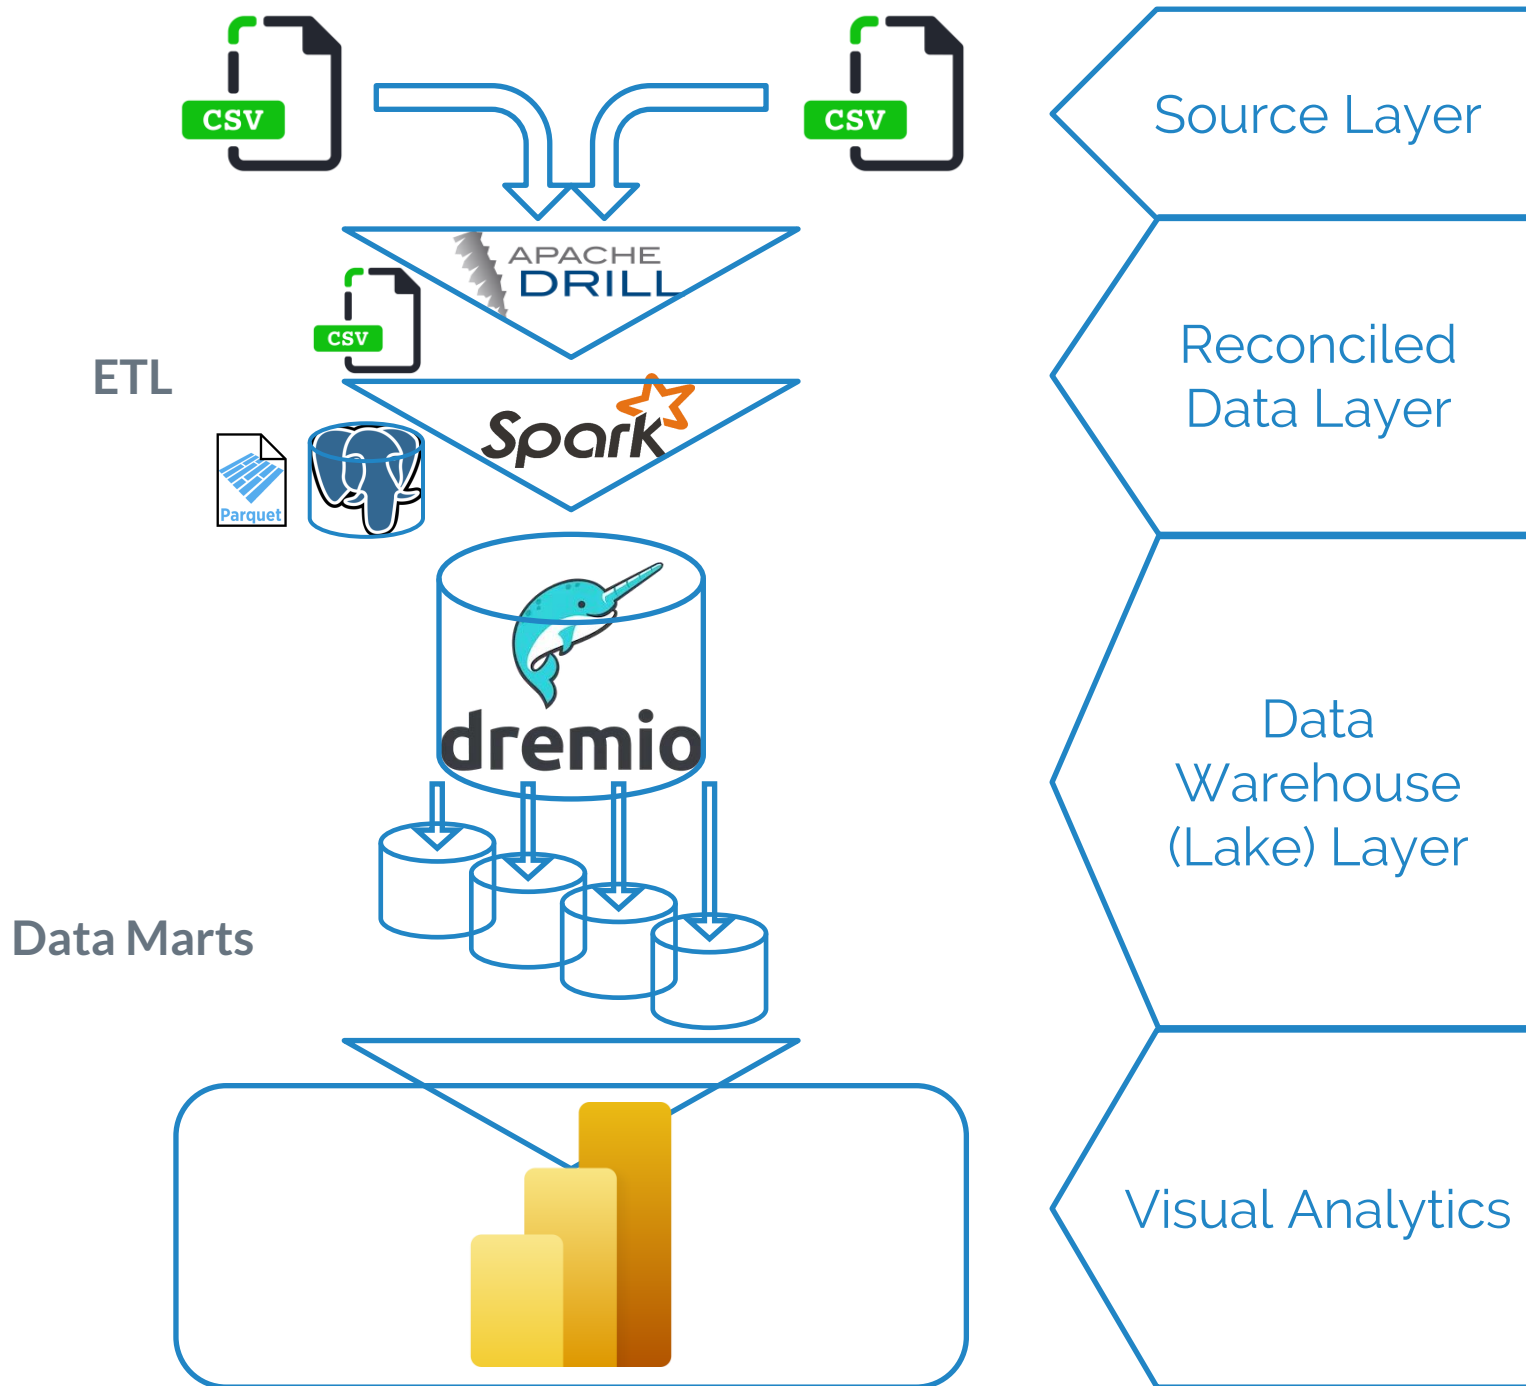 CSV
CSV
Source Layer
APACHE
DRILL
CSV
ETL
Reconciled
Data Layer
Spark
Parquet
dremio
Data
Warehouse
(Lake) Layer
Data Marts
Visual Analytics